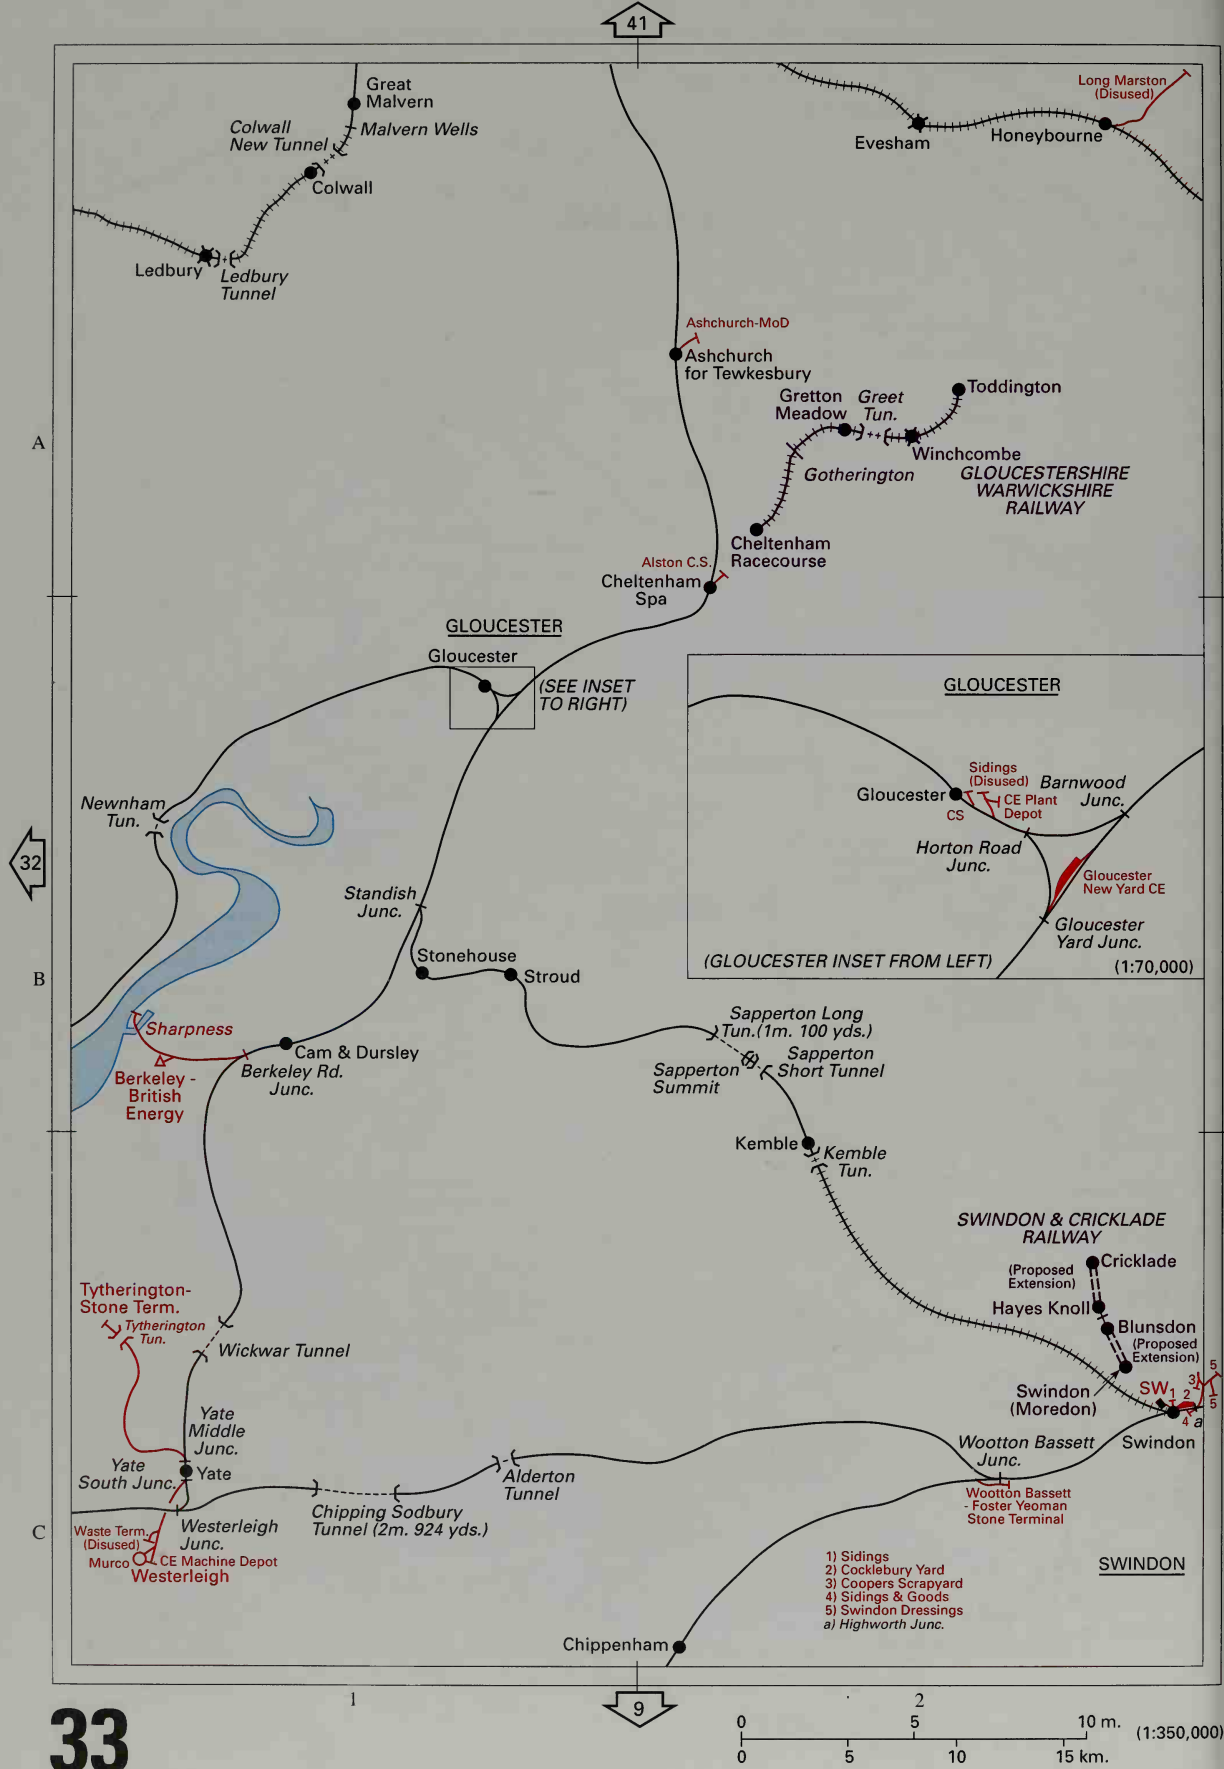 41
Great
Malvern
Colwall
New Tunnel
Malvern Wells
Colwall
Ledbury
Ledbury
Tunnel
Long Marston
(Disused)
Evesham
Honeybourne
Ashchurch-MoD
Ashchurch
for Tewkesbury
Toddington
Gretton
Meadow
Greet
Tun.
Winchcombe
Gotherington
GLOUCESTERSHIRE
WARWICKSHIRE
RAILWAY
A
Cheltenham
Racecourse
Alston C.S.
Cheltenham
Spa
GLOUCESTER
Gloucester
(SEE INSET
TO RIGHT)
GLOUCESTER
Sidings
(Disused)
Barnwood
Junc.
Gloucester
CE Plant
Depot
CS
Horton Road
Junc.
Gloucester
New Yard CE
Gloucester
Yard Junc.
(GLOUCESTER INSET FROM LEFT)
(1:70,000)
Newnham
Tun.
32
Standish
Junc.
Stonehouse
Stroud
B
Sharpness
Cam & Dursley
Berkeley Rd.
Junc.
Berkeley -
British
Energy
Sapperton Long
Tun.(1m. 100 yds.)
Sapperton
Short Tunnel
Sapperton
Summit
Kemble
Kemble
Tun.
SWINDON & CRICKLADE
RAILWAY
Cricklade
(Proposed
Extension)
Hayes Knoll
Blunsdon
(Proposed
Extension)
Swindon
(Moredon)
SW
1
2
3
4
5
5
a
Swindon
Tytherington-
Stone Term.
Tytherington
Tun.
Wickwar Tunnel
Yate
Middle
Junc.
Yate
South Junc.
Yate
Westerleigh
Junc.
Waste Term.
(Disused)
Murco
CE Machine Depot
Westerleigh
Chipping Sodbury
Tunnel (2m. 924 yds.)
Alderton
Tunnel
Wootton Bassett
Junc.
Wootton Bassett
- Foster Yeoman
Stone Terminal
C
1) Sidings
2) Cocklebury Yard
3) Coopers Scrapyard
4) Sidings & Goods
5) Swindon Dressings
a) Highworth Junc.
SWINDON
Chippenham
1
9
2
33
0 5 10 m.
(1:350,000)
0 5 10 15 km.